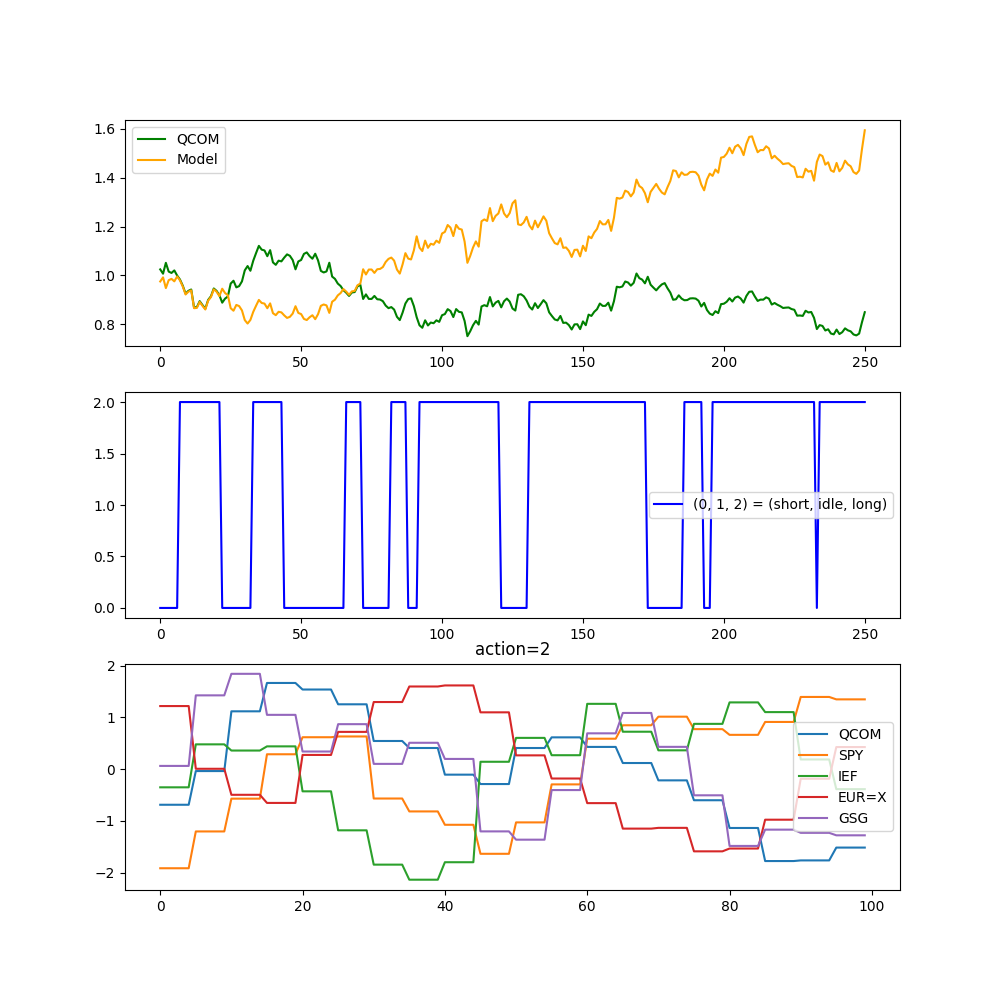 1.6
1.4
1.2
1.0
0.8
QCOM
Model
0 50 100 150 200 250
2.0
1.5
1.0
0.5
0.0
(0, 1, 2) = (short, idle, long)
0 50 100 150 200 250
action=2
2
1
0
−1
−2
QCOM
SPY
IEF
EUR=X
GSG
0 20 40 60 80 100